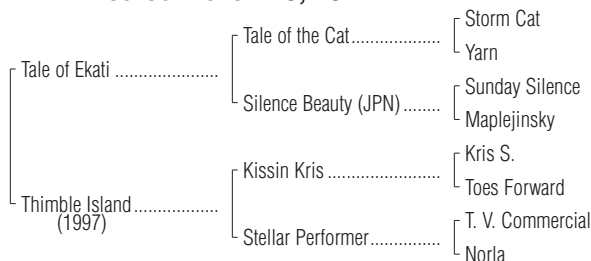 Storm Cat
Tale of the Cat...................
Yarn
Tale of Ekati ......................
Sunday Silence
Silence Beauty (JPN) ........
Maplejinsky
Kris S.
Kissin Kris ........................
Toes Forward
Thimble Island..................
(1997)
T. V. Commercial
Stellar Performer...............
Norla